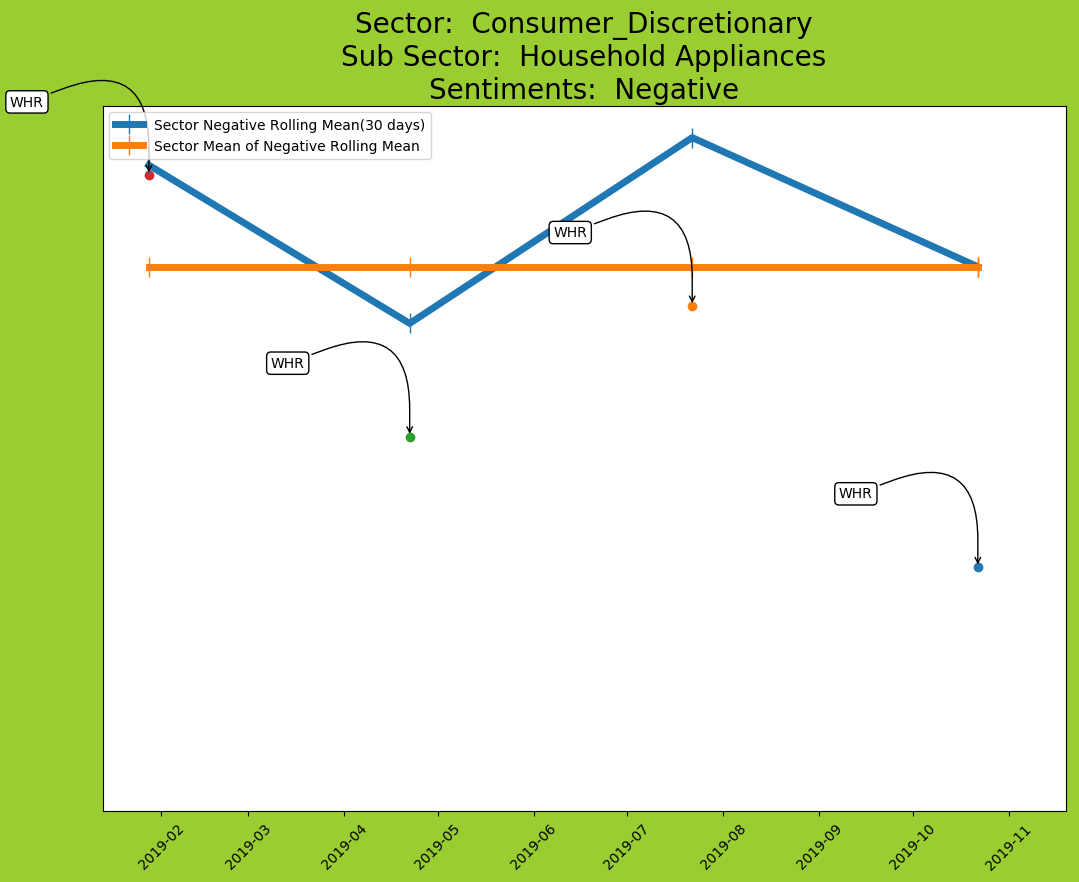 Sector:  Consumer_Discretionary
Sub Sector:  Household Appliances
Sentiments:  Negative
WHR
Sector Negative Rolling Mean(30 days)
Sector Mean of Negative Rolling Mean
WHR
WHR
WHR
2019-02
2019-03
2019-04
2019-05
2019-06
2019-07
2019-08
2019-09
2019-10
2019-11